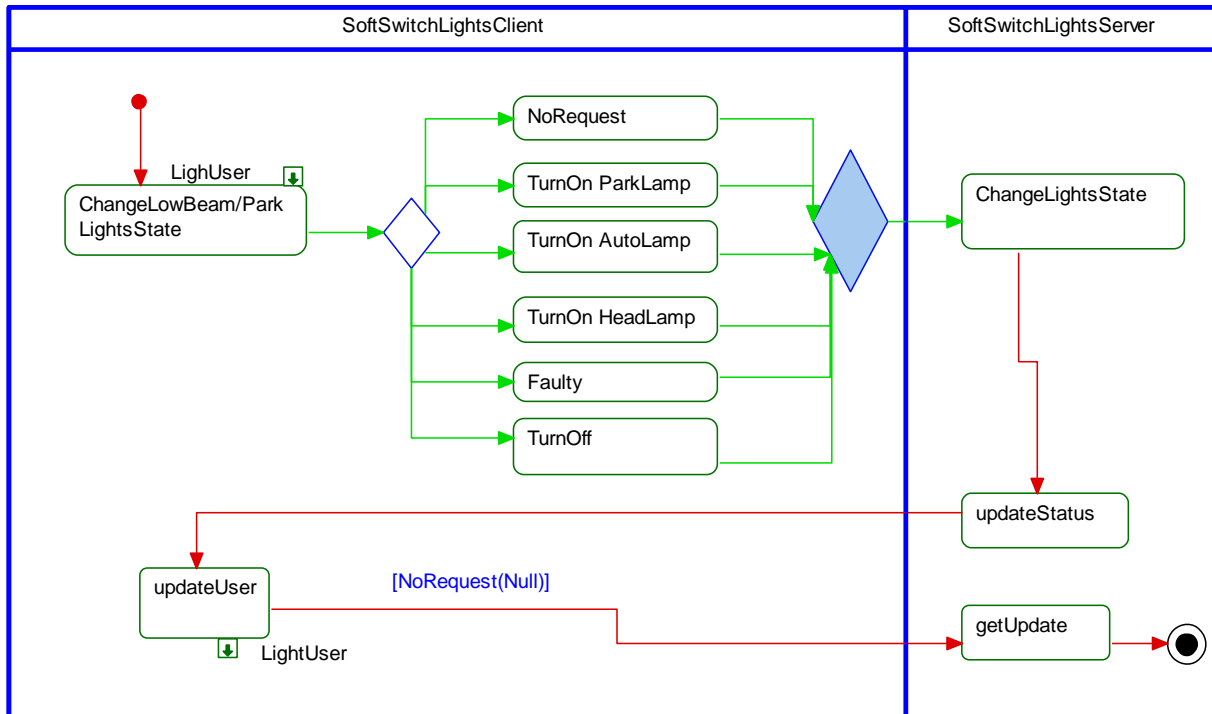 SoftSwitchLightsClient
SoftSwitchLightsServer
NoRequest
LighUser
TurnOn ParkLamp
ChangeLowBeam/Park
LightsState
ChangeLightsState
TurnOn AutoLamp
TurnOn HeadLamp
Faulty
TurnOff
updateStatus
updateUser
[NoRequest(Null)]
getUpdate
LightUser